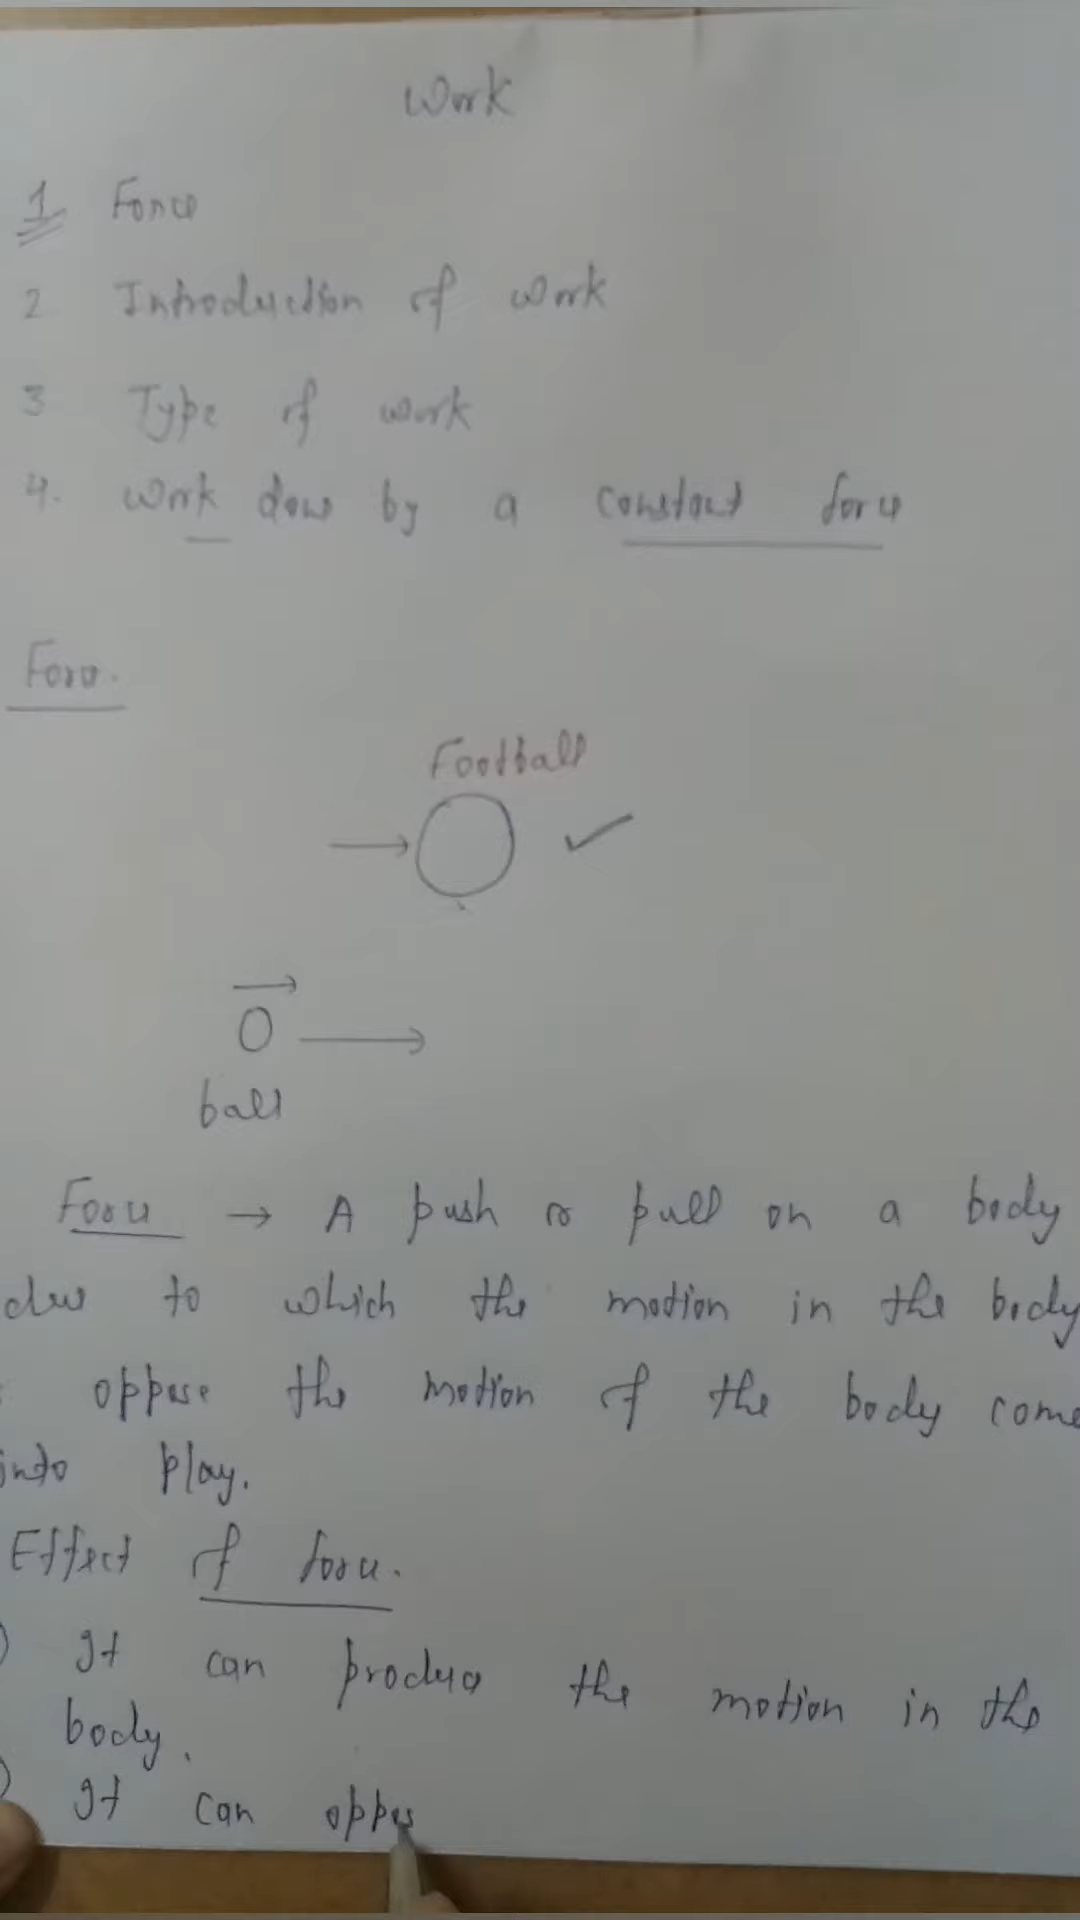 Work
1 Force
2 Introduction of work
3 Type of work
4. work done by a constant force
Force.
Football
ball
Force → A push or pull on a body
due to which the motion in the body
oppose the motion of the body come
into play.
Effect of force.
It can produce the motion in the
body.
It can oppos